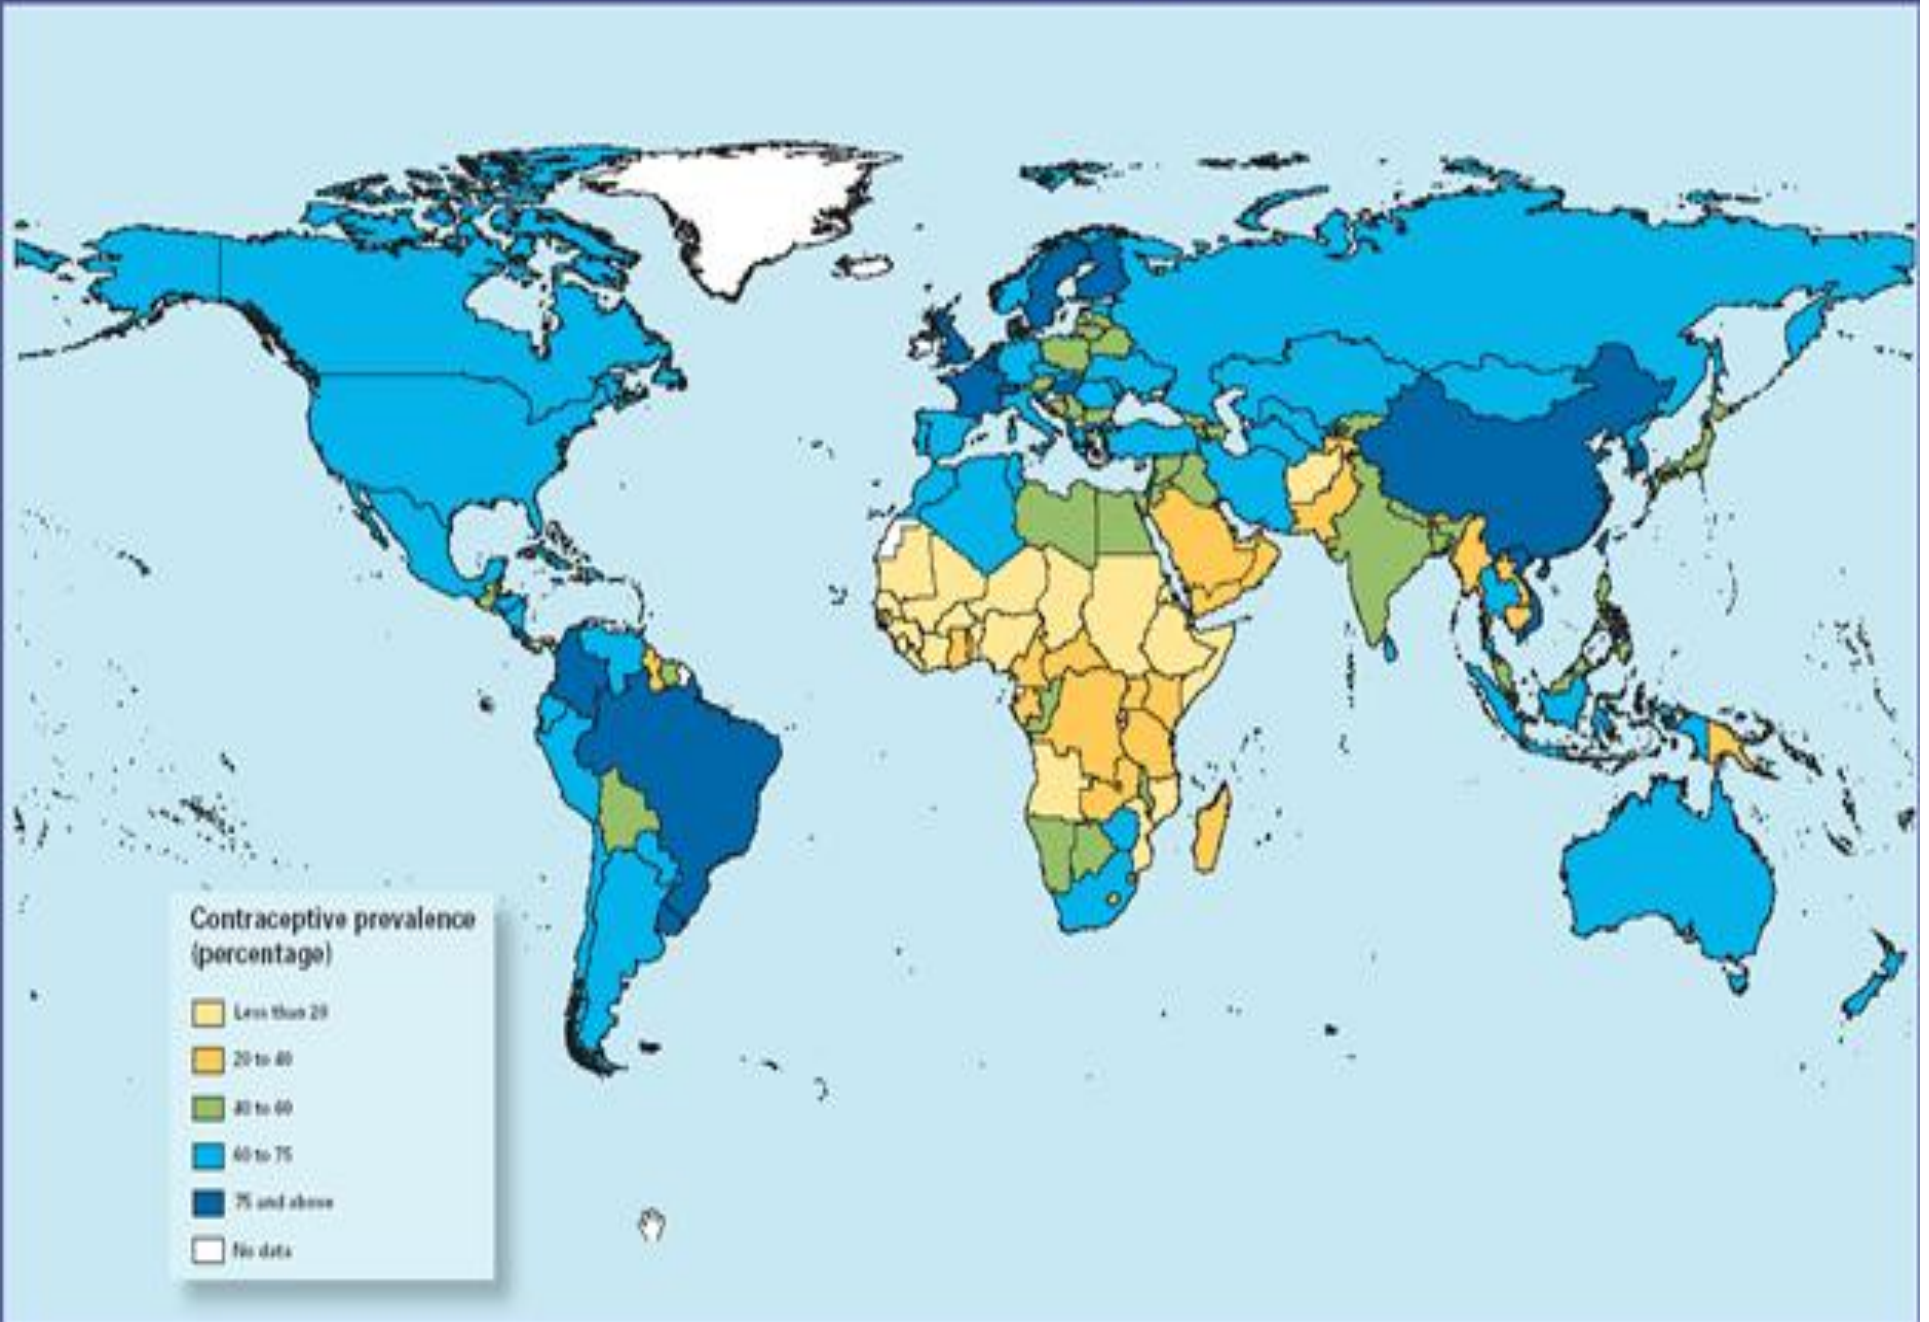 Contraceptive prevalence
(percentage)
Less than 20
20 to 40
40 to 60
60 to 75
75 and above
No data